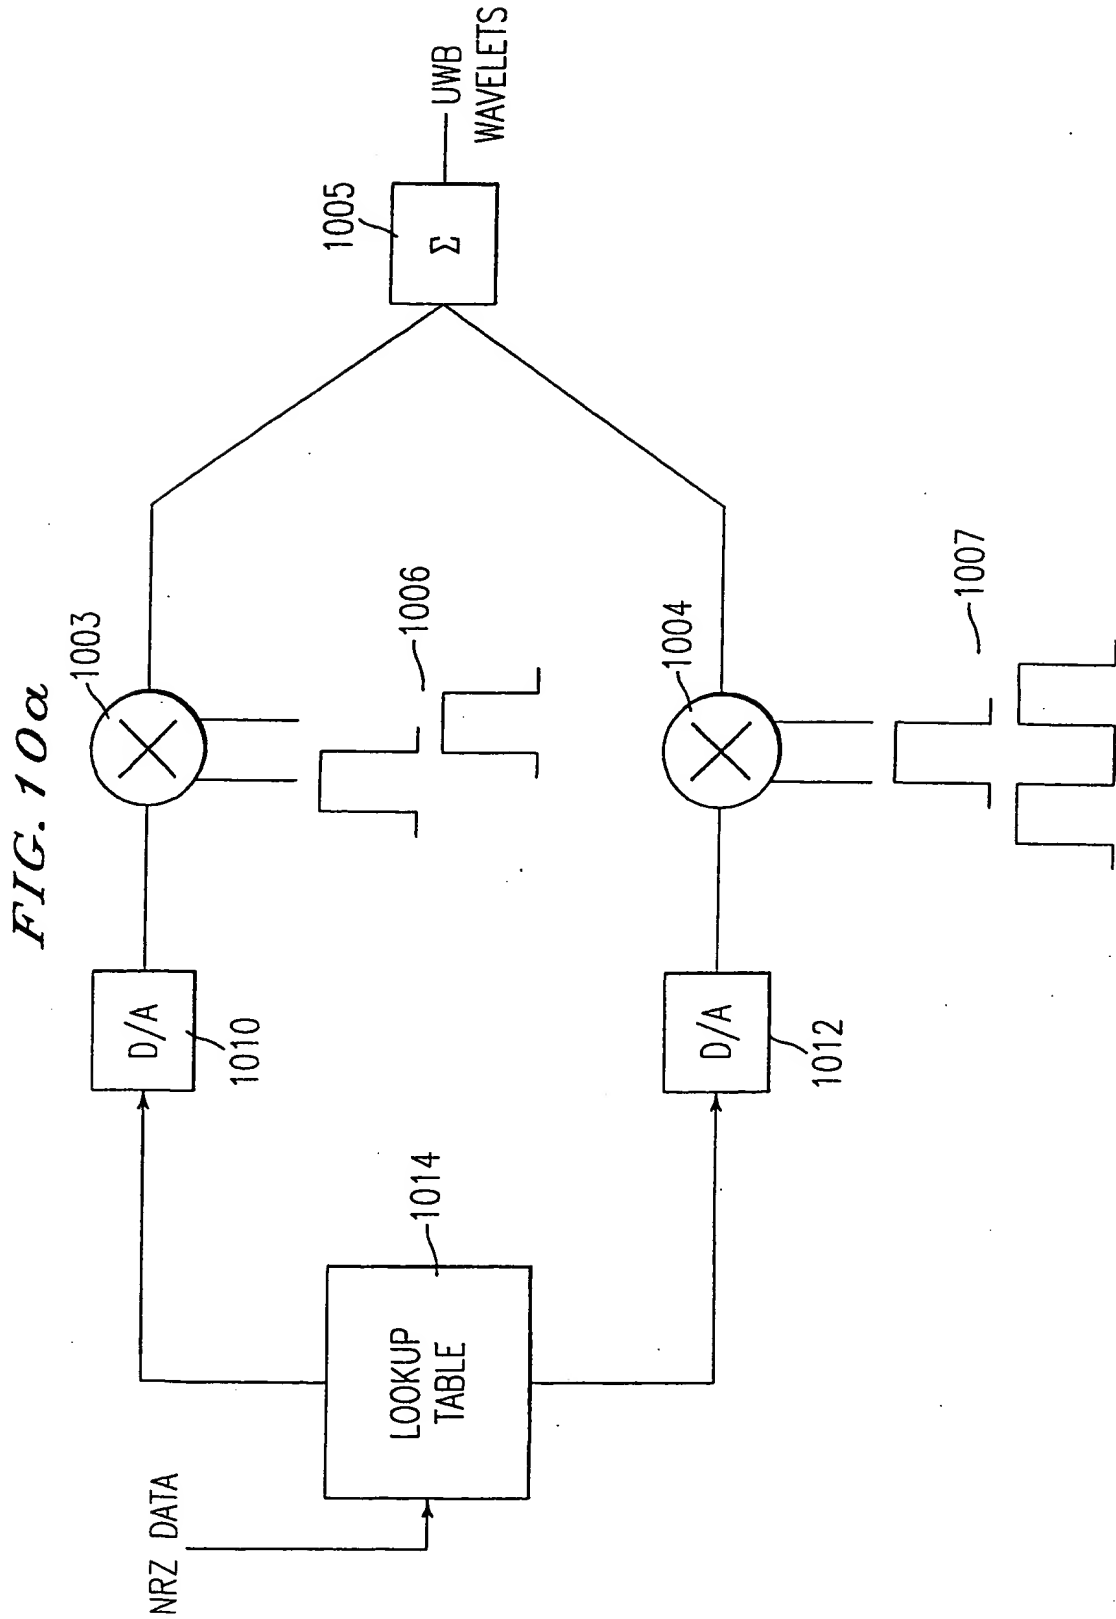 FIG. 10a
NRZ DATA
LOOKUP
TABLE
1014
D/A
1010
D/A
1012
1003
1006
1004
1007
1005
Σ
UWB
WAVELETS